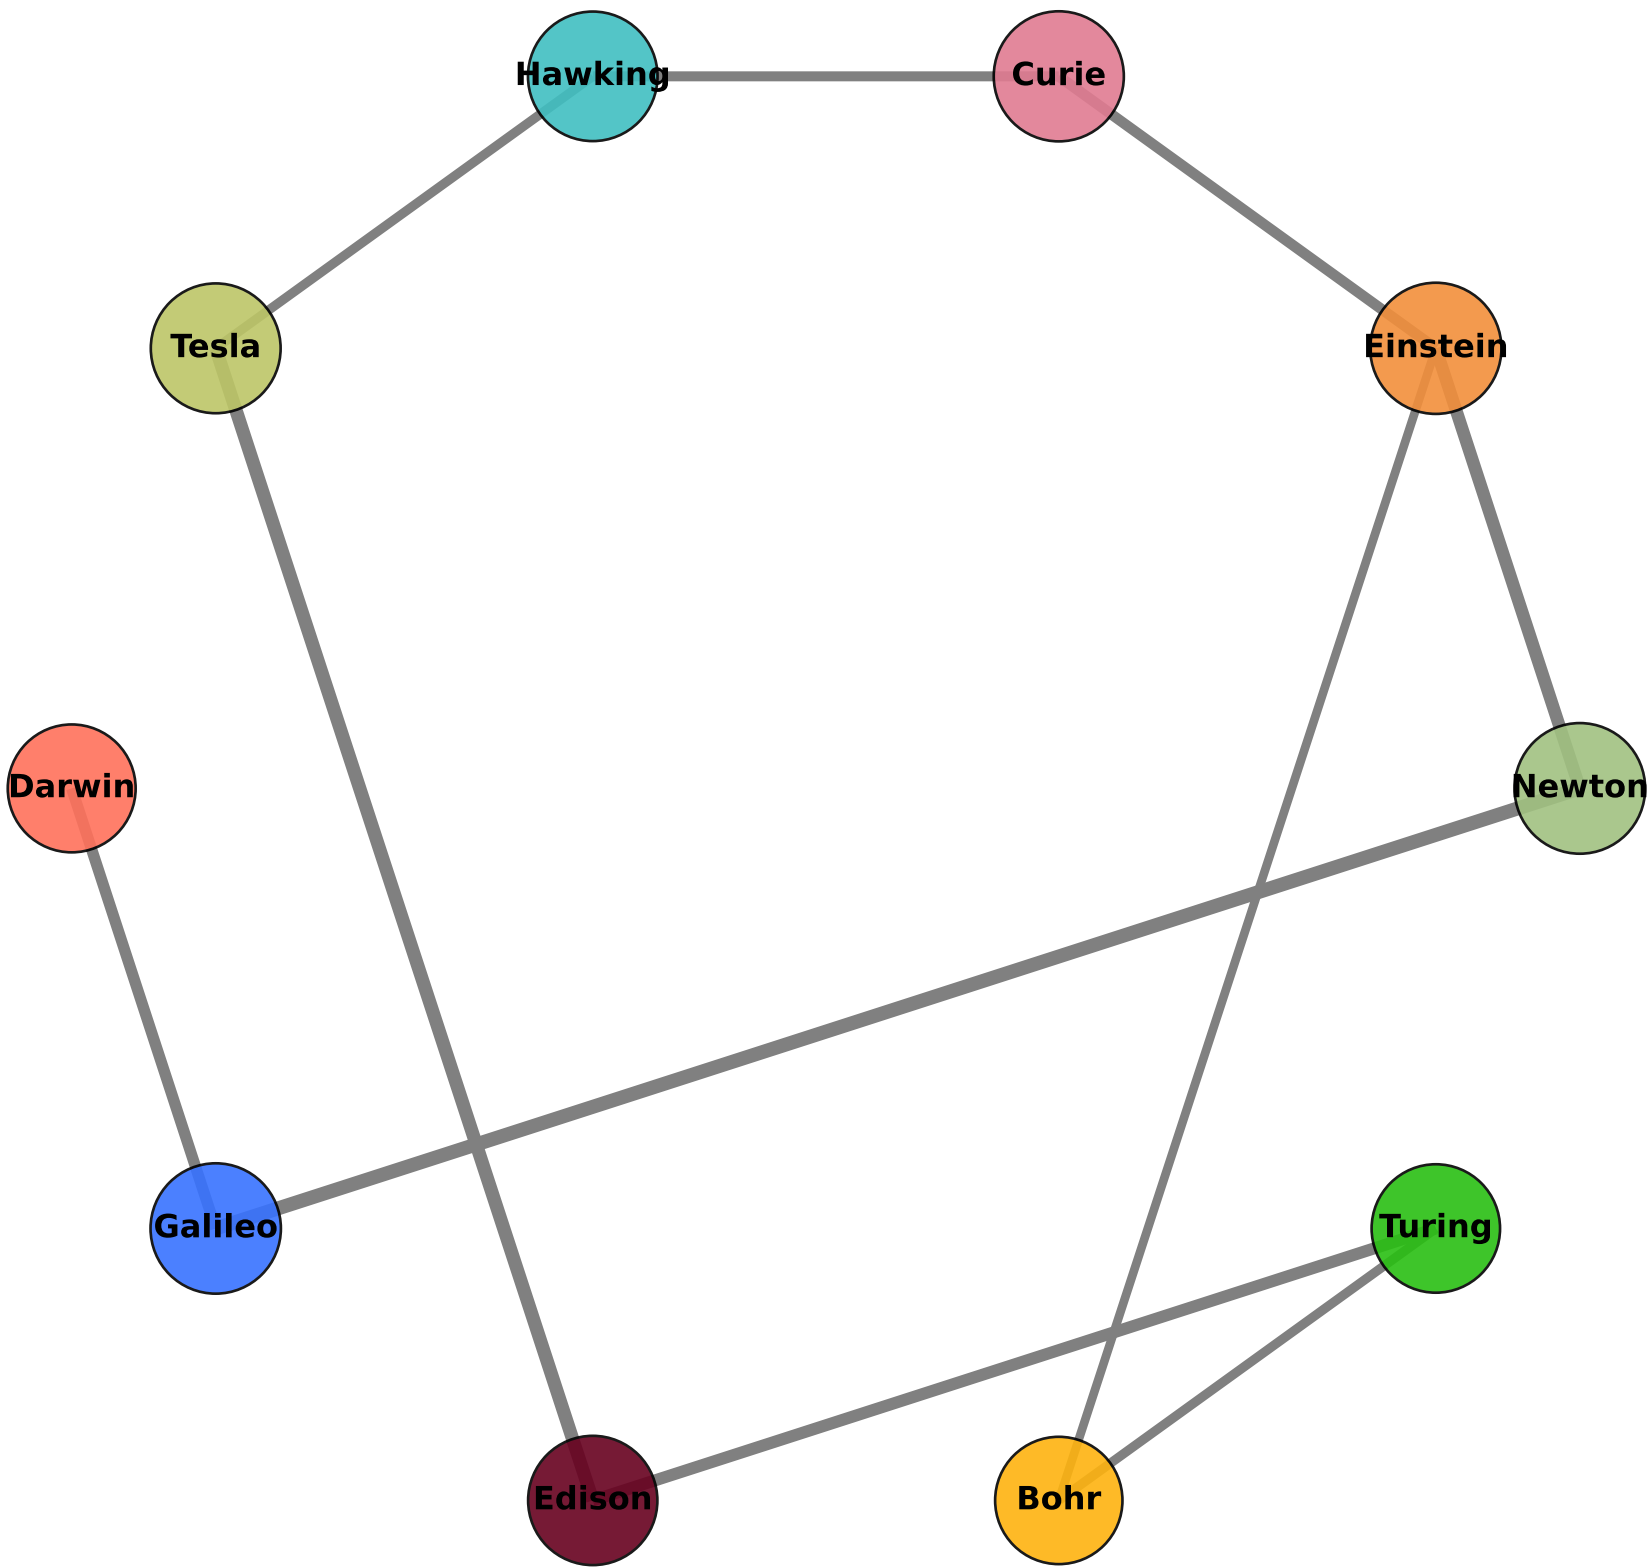 Hawking
Curie
Tesla
Einstein
Darwin
Newton
Galileo
Turing
Edison
Bohr